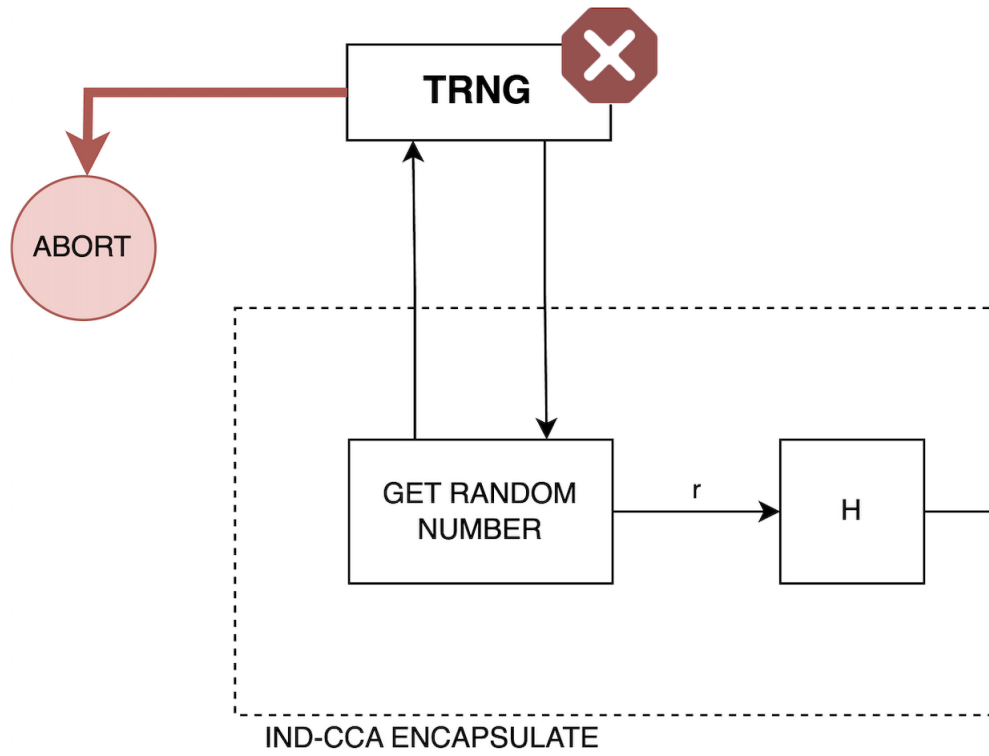 TRNG
ABORT
GET RANDOM
NUMBER
r
H
IND-CCA ENCAPSULATE